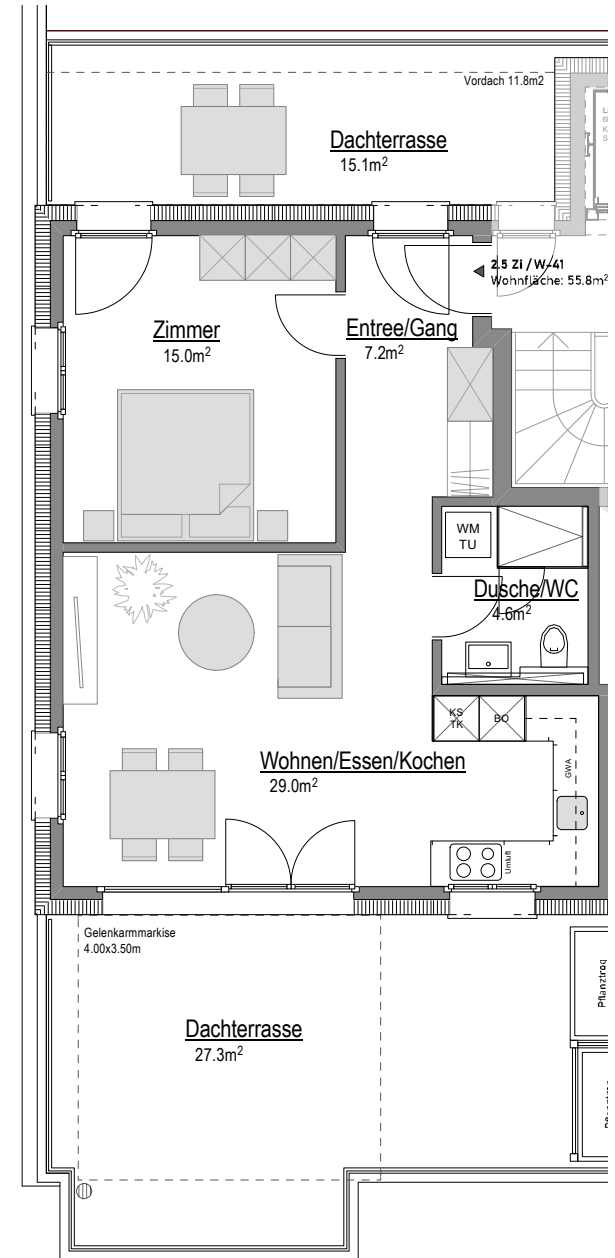 Vordach 11.8m2
Dachterrasse
15.1m²
2.5 Zi / W-41
Wohnfläche: 55.8m²
Zimmer
15.0m²
Entree/Gang
7.2m²
WM
TU
Dusche/WC
4.6m²
KS
TK
BO
Wohnen/Essen/Kochen
29.0m²
GWA
Umluft
Gelenkarmmarkise
4.00x3.50m
Pflanztrog
Dachterrasse
27.3m²